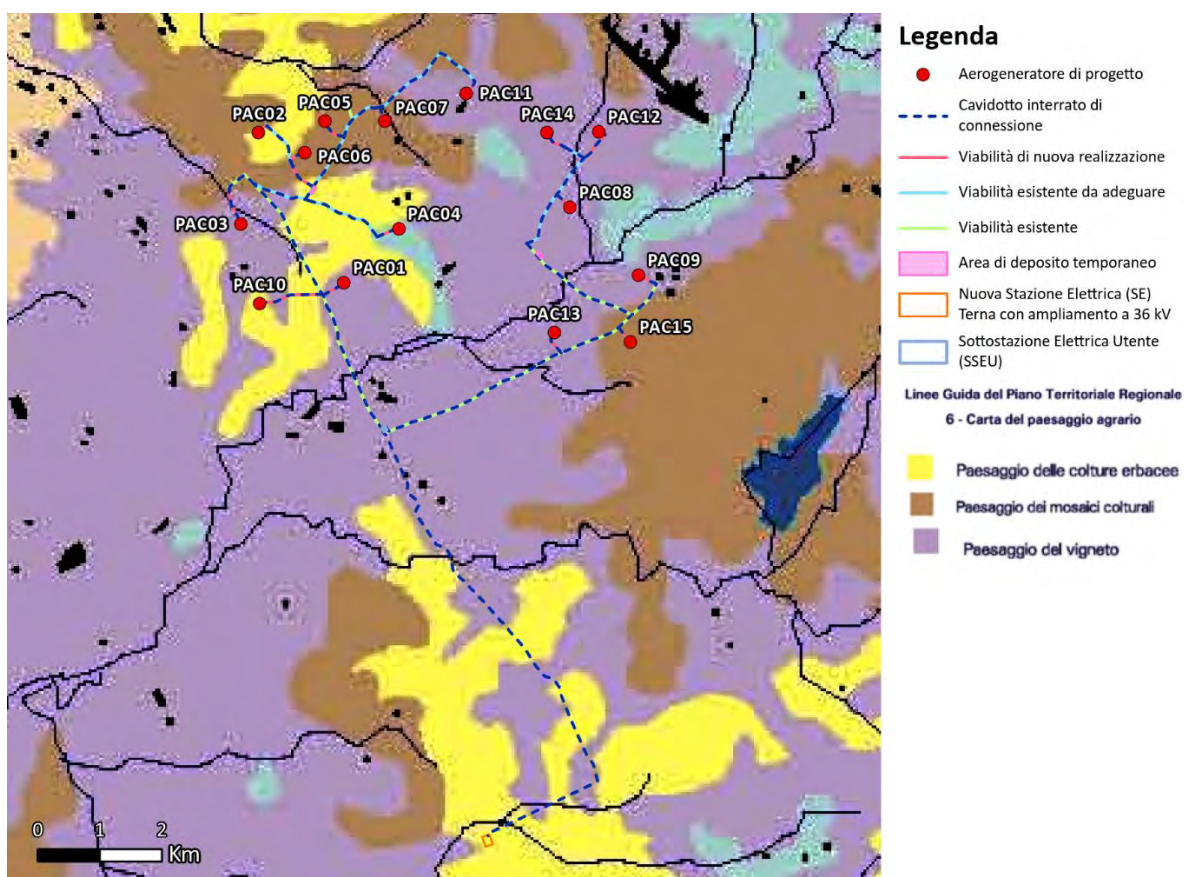 PAC11
PAC05
PAC07
PAC02
PAC14
PAC12
PAC06
PAC08
PAC03
PAC04
PAC09
PAC01
PAC10
PAC13
PAC15
0 1 2
Km
Legenda
Aerogeneratore di progetto
Cavidotto interrato di
connessione
Viabilità di nuova realizzazione
Viabilità esistente da adeguare
Viabilità esistente
Area di deposito temporaneo
Nuova Stazione Elettrica (SE)
Terna con ampliamento a 36 kV
Sottostazione Elettrica Utente
(SSEU)
Linee Guida del Piano Territoriale Regionale
6 - Carta del paesaggio agrario
Paesaggio delle colture erbacee
Paesaggio dei mosaici colturali
Paesaggio del vigneto